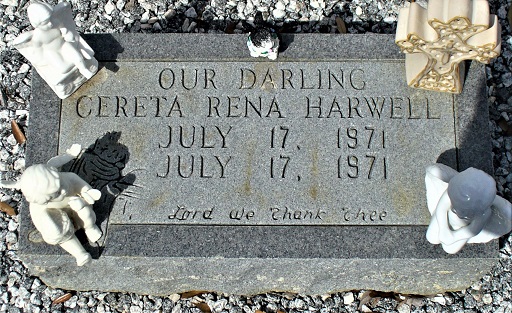 OUR DARLING
CERETA RENA HARWELL
JULY 17, 1971
JULY 17, 1971
Lord We Thank Thee